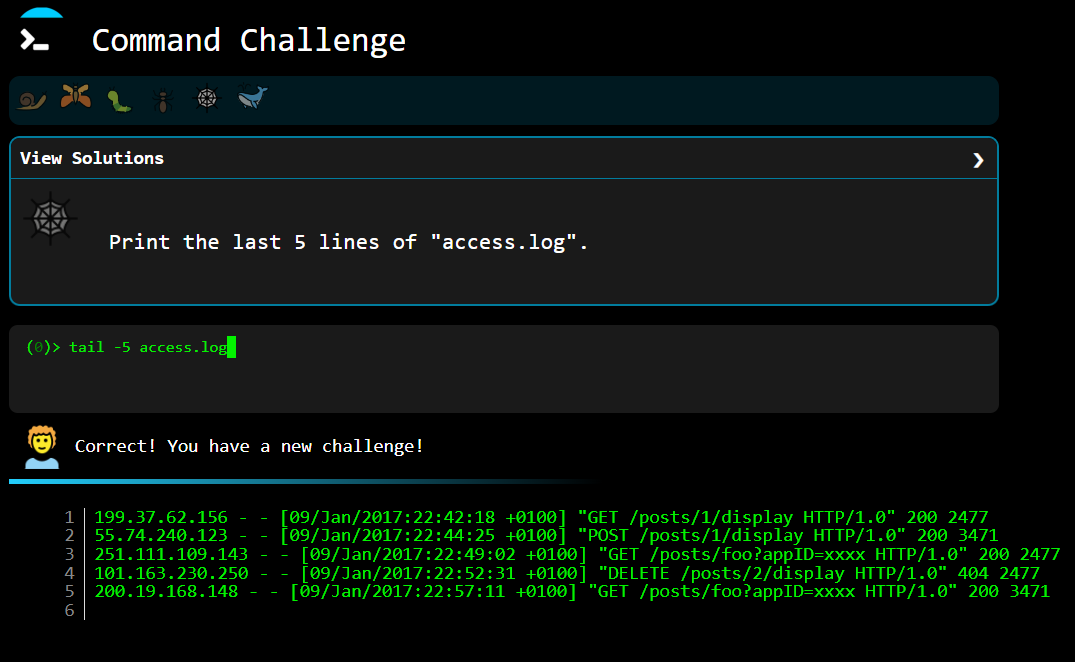 Command Challenge
View Solutions ❯
Print the last 5 lines of "access.log".
(0)> tail -5 access.log
Correct! You have a new challenge!
1 199.37.62.156 - - [09/Jan/2017:22:42:18 +0100] "GET /posts/1/display HTTP/1.0" 200 2477
2 55.74.240.123 - - [09/Jan/2017:22:44:25 +0100] "POST /posts/1/display HTTP/1.0" 200 3471
3 251.111.109.143 - - [09/Jan/2017:22:49:02 +0100] "GET /posts/foo?appID=xxxx HTTP/1.0" 200 2477
4 101.163.230.250 - - [09/Jan/2017:22:52:31 +0100] "DELETE /posts/2/display HTTP/1.0" 404 2477
5 200.19.168.148 - - [09/Jan/2017:22:57:11 +0100] "GET /posts/foo?appID=xxxx HTTP/1.0" 200 3471
6